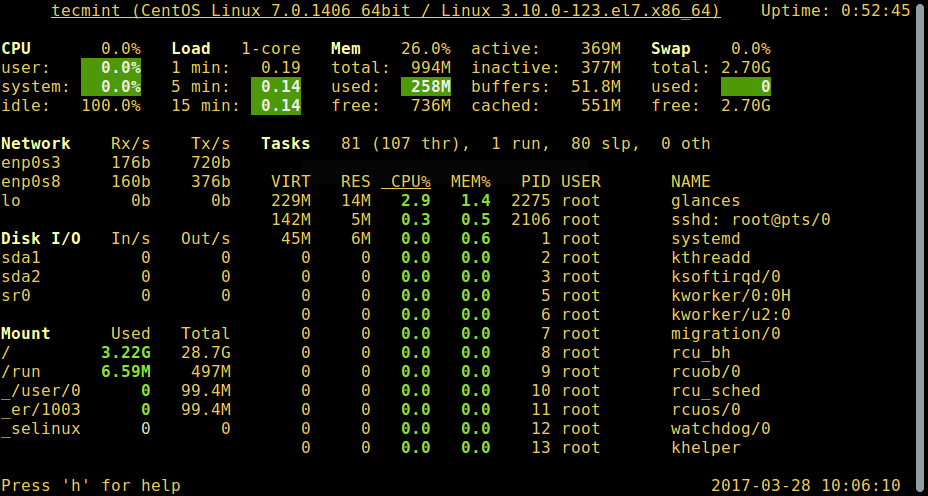 tecmint (CentOS Linux 7.0.1406 64bit / Linux 3.10.0-123.el7.x86_64) Uptime: 0:52:45
CPU 0.0% Load 1-core Mem 26.0% active: 369M Swap 0.0%
user: 0.0% 1 min: 0.19 total: 994M inactive: 377M total: 2.70G
system: 0.0% 5 min: 0.14 used: 258M buffers: 51.8M used: 0
idle: 100.0% 15 min: 0.14 free: 736M cached: 551M free: 2.70G
Network Rx/s Tx/s Tasks 81 (107 thr), 1 run, 80 slp, 0 oth
enp0s3 176b 720b
enp0s8 160b 376b VIRT RES CPU% MEM% PID USER NAME
lo 0b 0b 229M 14M 2.9 1.4 2275 root glances
142M 5M 0.3 0.5 2106 root sshd: root@pts/0
Disk I/O In/s Out/s 45M 6M 0.0 0.6 1 root systemd
sda1 0 0 0 0 0.0 0.0 2 root kthreadd
sda2 0 0 0 0 0.0 0.0 3 root ksoftirqd/0
sr0 0 0 0 0 0.0 0.0 5 root kworker/0:0H
0 0 0.0 0.0 6 root kworker/u2:0
Mount Used Total 0 0 0.0 0.0 7 root migration/0
/ 3.22G 28.7G 0 0 0.0 0.0 8 root rcu_bh
/run 6.59M 497M 0 0 0.0 0.0 9 root rcuob/0
_/user/0 0 99.4M 0 0 0.0 0.0 10 root rcu_sched
_er/1003 0 99.4M 0 0 0.0 0.0 11 root rcuos/0
_selinux 0 0 0 0 0.0 0.0 12 root watchdog/0
0 0 0.0 0.0 13 root khelper
Press 'h' for help 2017-03-28 10:06:10